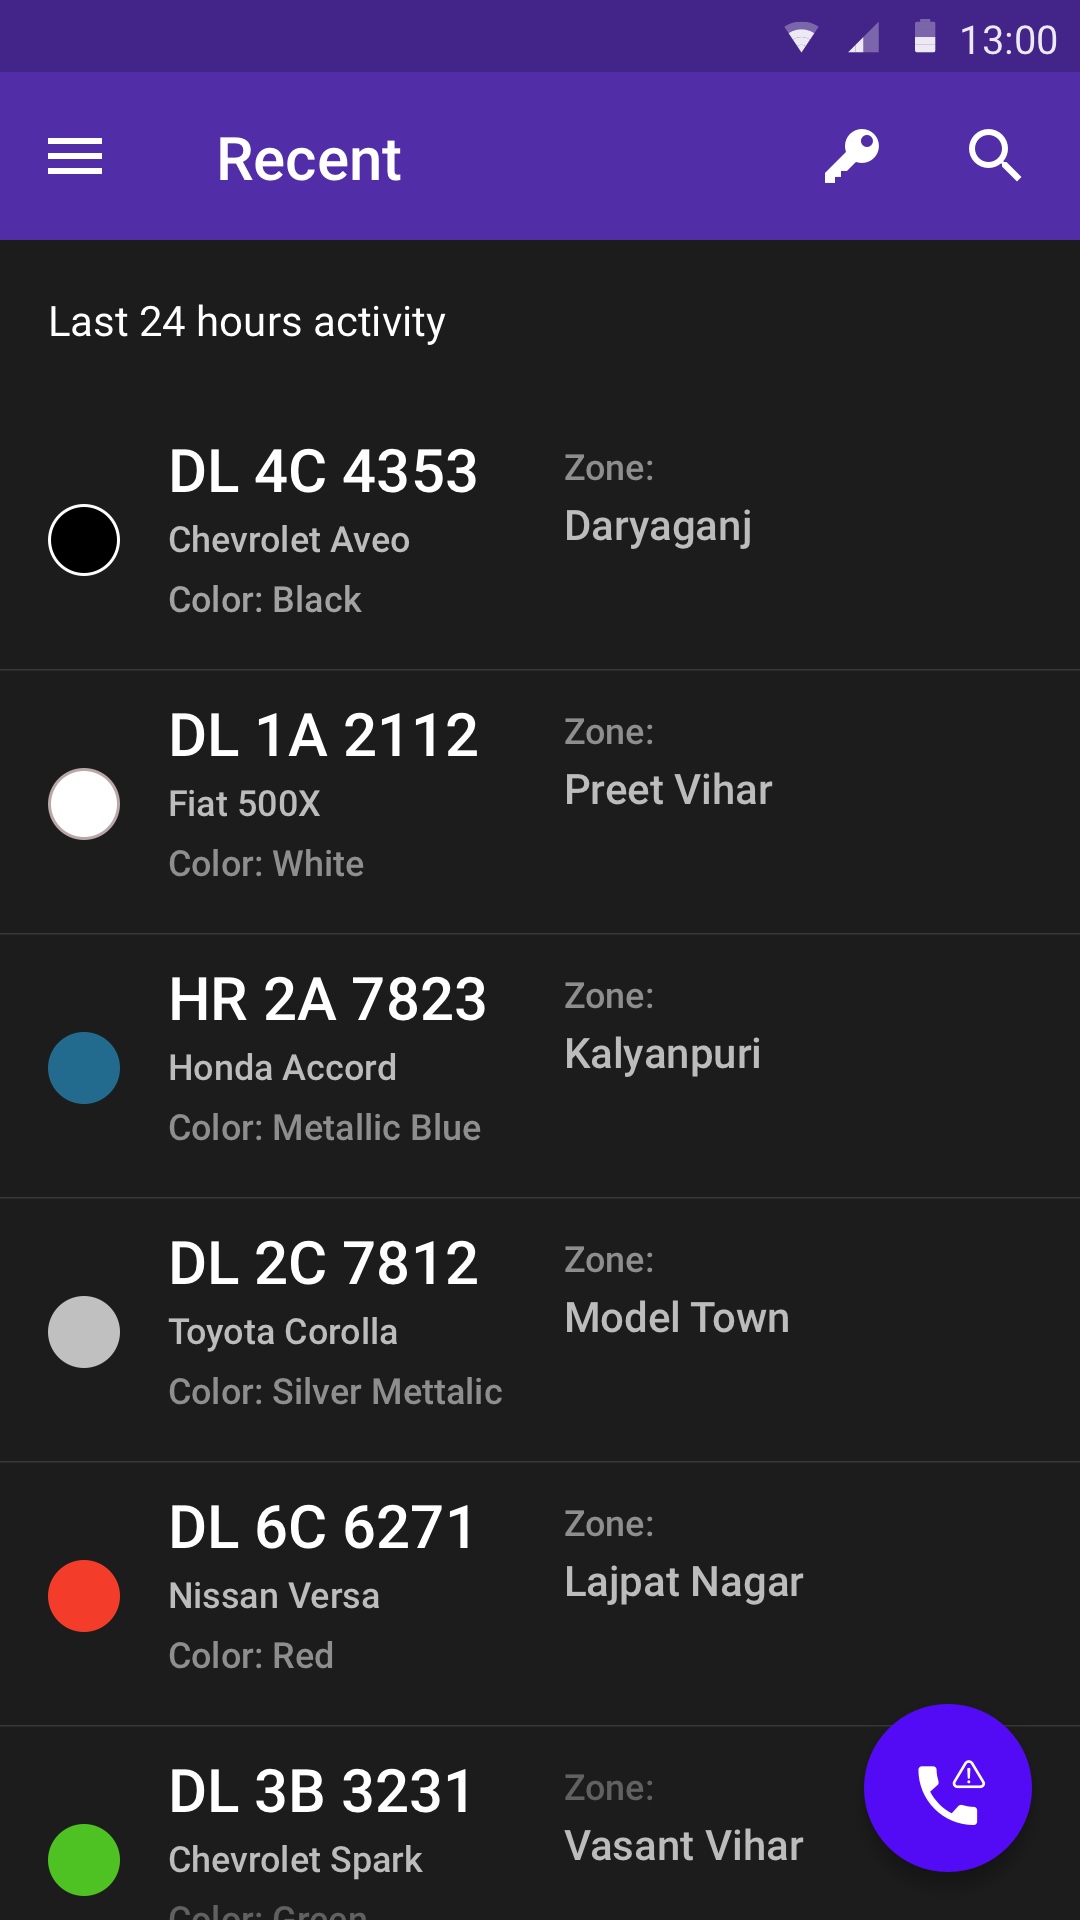 13:00
Recent
Last 24 hours activity
DL 4C 4353
Zone:
Daryaganj
Chevrolet Aveo
Color: Black
DL 1A 2112
Zone:
Preet Vihar
Fiat 500X
Color: White
HR 2A 7823
Zone:
Kalyanpuri
Honda Accord
Color: Metallic Blue
DL 2C 7812
Zone:
Model Town
Toyota Corolla
Color: Silver Mettalic
DL 6C 6271
Zone:
Lajpat Nagar
Nissan Versa
Color: Red
DL 3B 3231
Zone:
Vasant Vihar
Chevrolet Spark
Color: Green